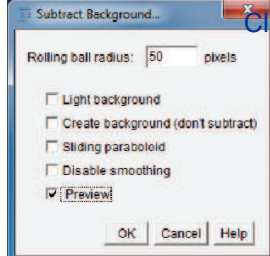 Subtract Background...
Cl
Rolling ball radius: 50 pixels
Light background
Create background (don't subtract)
Sliding paraboloid
Disable smoothing
Preview
OK Cancel Help